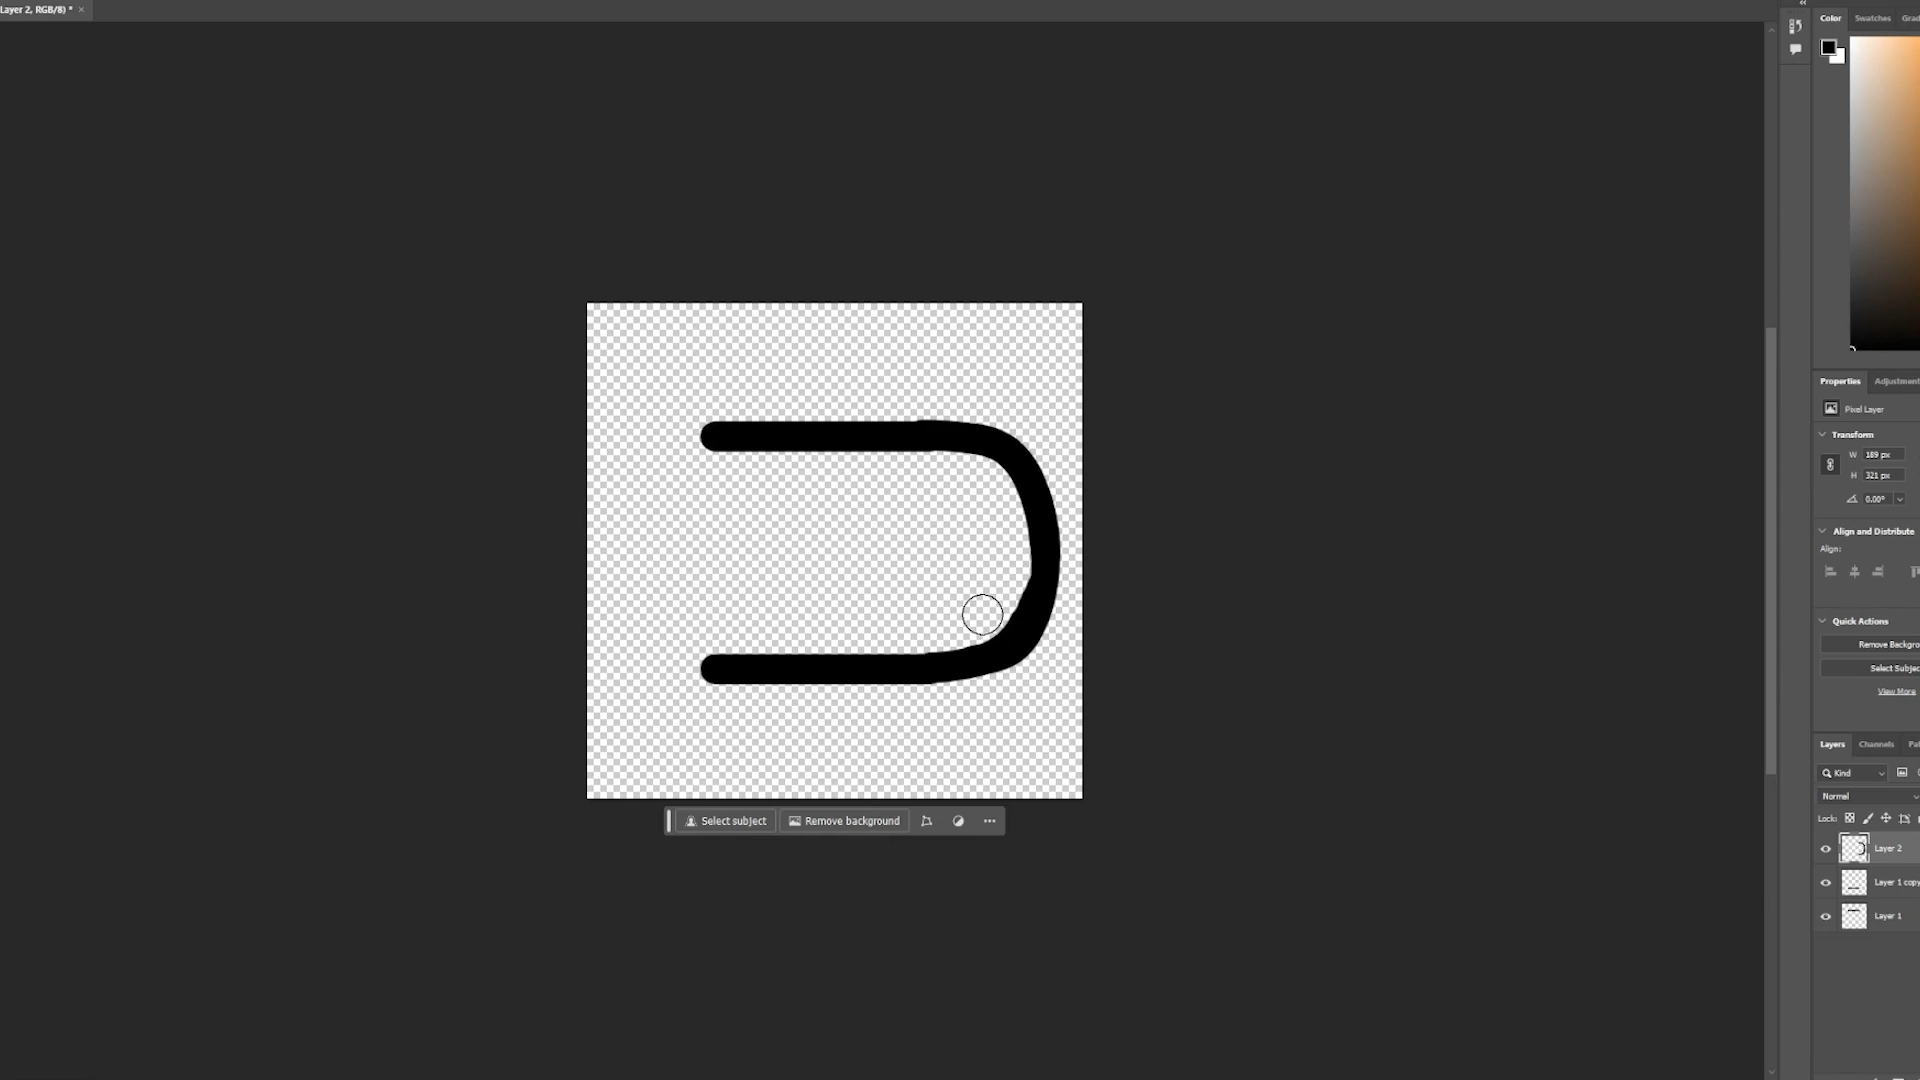 Layer 2, RGB/8) *
Color Swatches
Properties
Pixel Layer
Transform
W 189 px
H 321 px
0.00°
Align and Distribute
Align:
Quick Actions
Select
View More
Select subject Remove background
Layers Channels
Kind
Normal
Lock:
Layer 2
Layer 1 copy
Layer 1